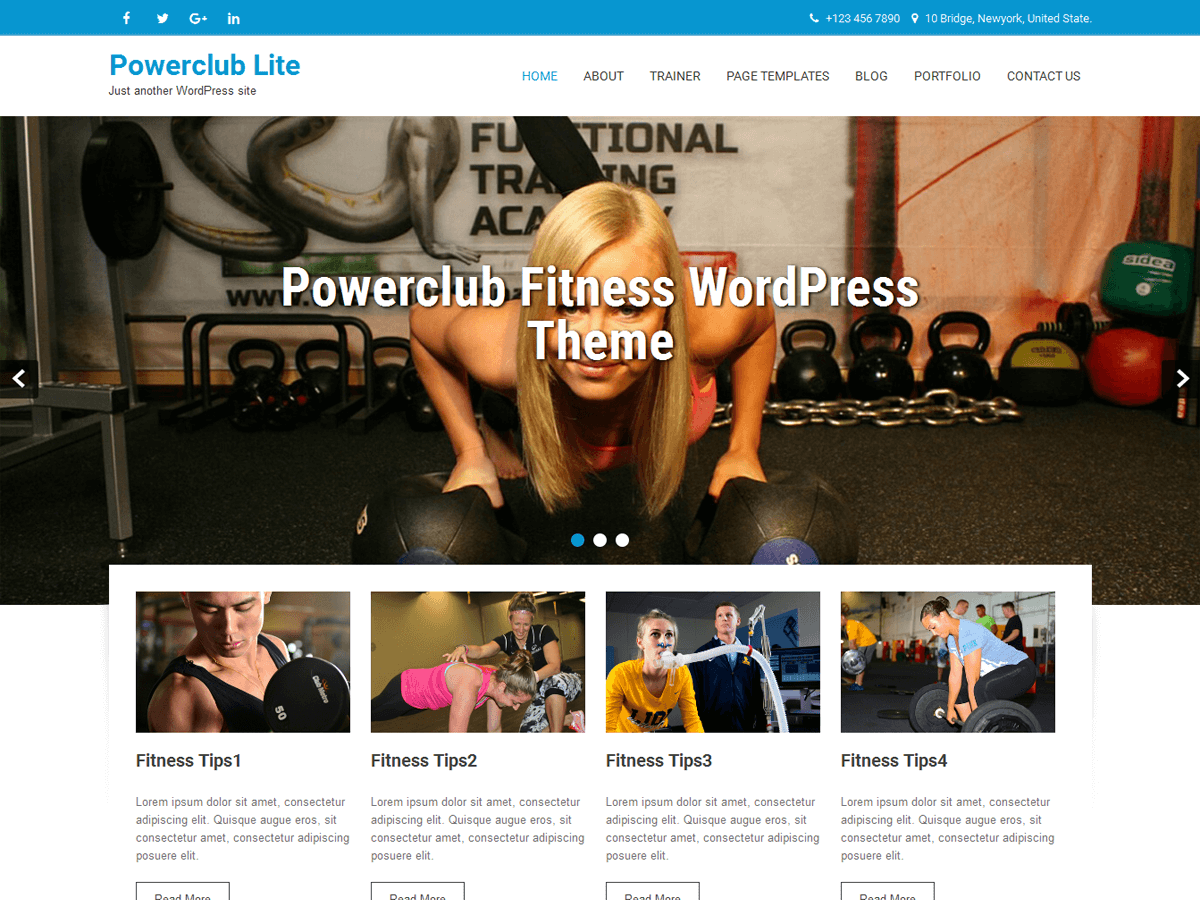 +123 456 7890 10 Bridge, Newyork, United State.
Powerclub Lite
Just another WordPress site
HOME ABOUT TRAINER PAGE TEMPLATES BLOG PORTFOLIO CONTACT US
Powerclub Fitness WordPress
Theme
sidea
50
Fitness Tips1 Fitness Tips2 Fitness Tips3 Fitness Tips4
Lorem ipsum dolor sit amet, consectetur Lorem ipsum dolor sit amet, consectetur Lorem ipsum dolor sit amet, consectetur Lorem ipsum dolor sit amet, consectetur
adipiscing elit. Quisque augue eros, sit adipiscing elit. Quisque augue eros, sit adipiscing elit. Quisque augue eros, sit adipiscing elit. Quisque augue eros, sit
consectetur amet, consectetur adipiscing consectetur amet, consectetur adipiscing consectetur amet, consectetur adipiscing consectetur amet, consectetur adipiscing
posuere elit. posuere elit. posuere elit. posuere elit.
Read More Read More Read More Read More